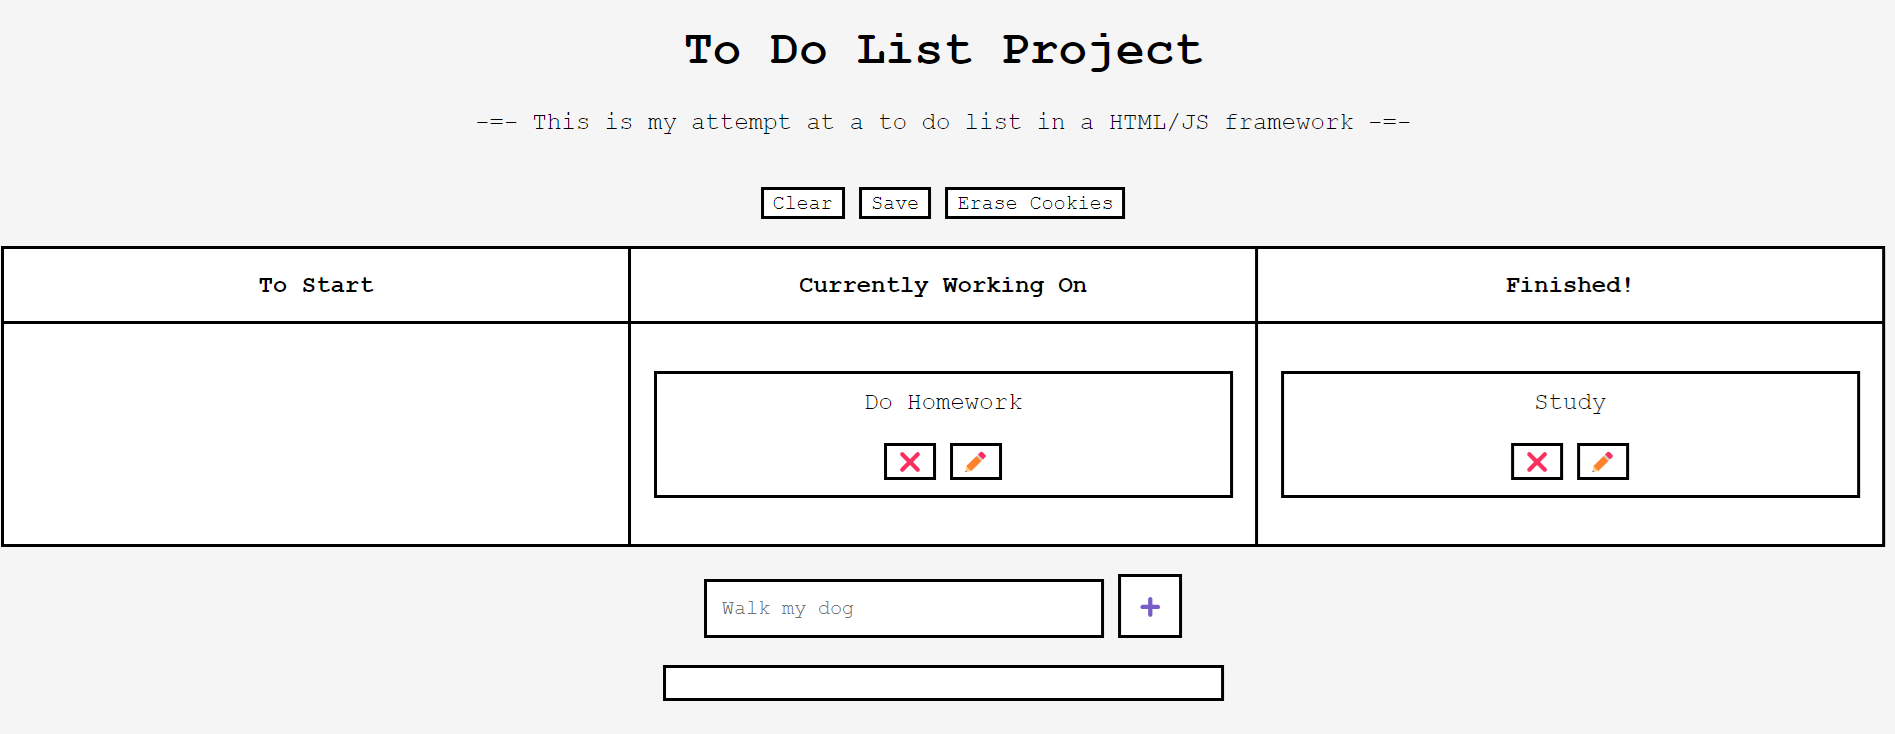 To Do List Project
-=- This is my attempt at a to do list in a HTML/JS framework -=-
Clear Save Erase Cookies
To Start Currently Working On Finished!
Do Homework Study
Walk my dog